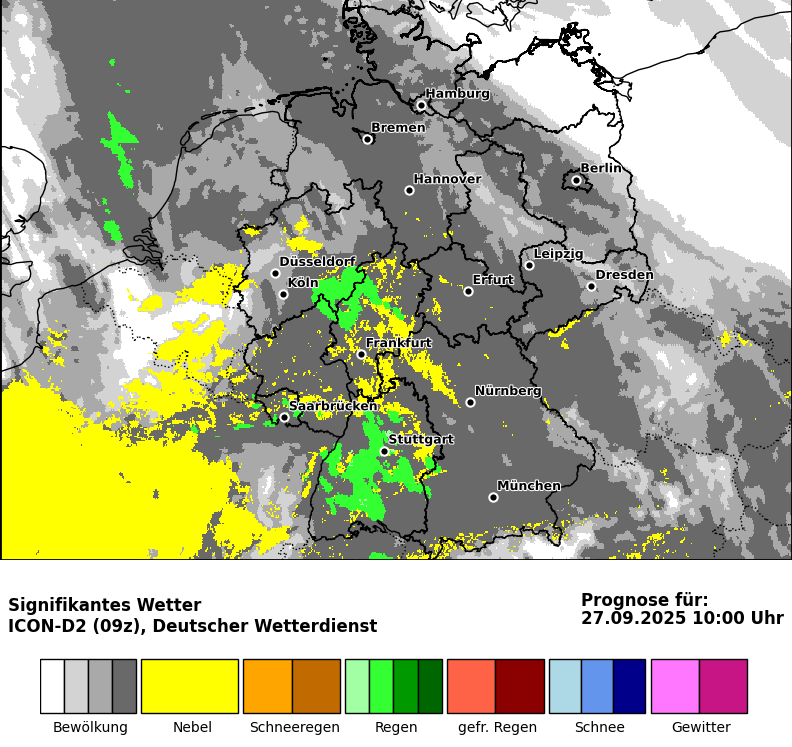 Hamburg
Bremen
Berlin
Hannover
Leipzig
Düsseldorf
Dresden
Köln
Erfurt
Frankfurt
Nürnberg
Saarbrücken
Stuttgart
München
Signifikantes Wetter
ICON-D2 (09z), Deutscher Wetterdienst
Prognose für:
27.09.2025 10:00 Uhr
Bewölkung Nebel Schneeregen Regen gefr. Regen Schnee Gewitter